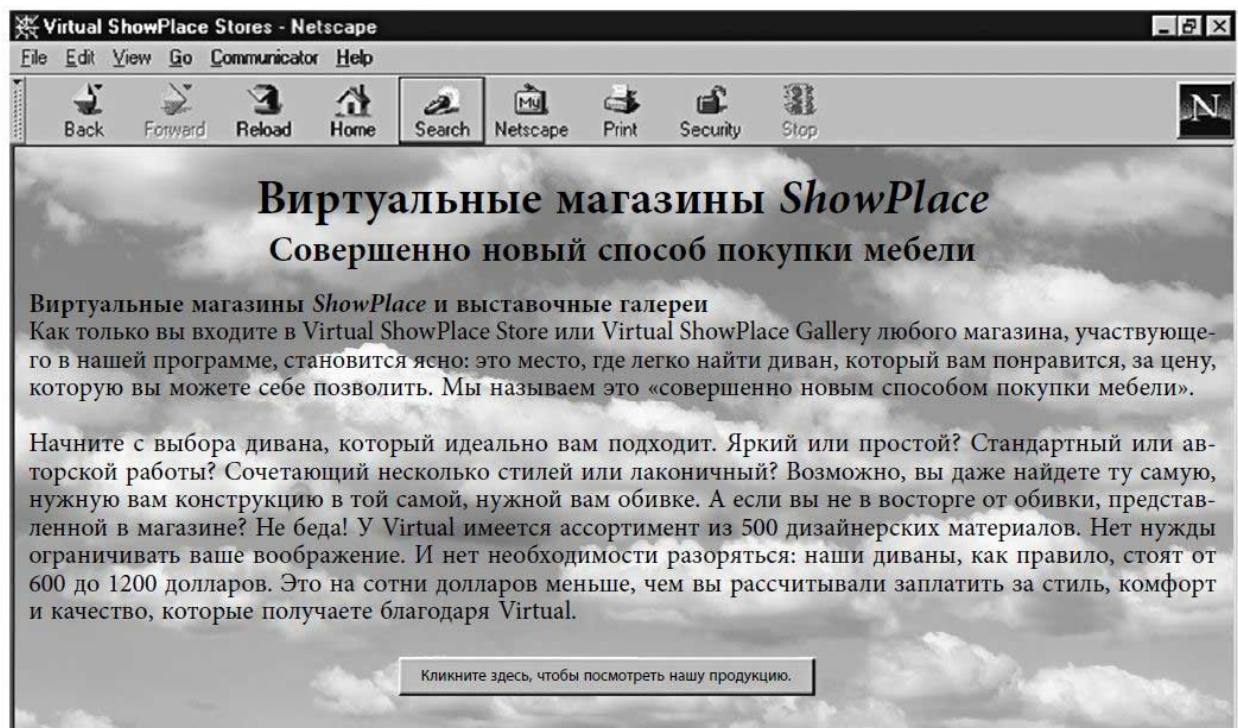 Virtual ShowPlace Stores - Netscape
File Edit View Go Communicator Help
My N
Back Forward Reload Home Search Netscape Print Security Stop
Виртуальные магазины ShowPlace
Совершенно новый способ покупки мебели
Виртуальные магазины ShowPlace и выставочные галереи
Как только вы входите в Virtual ShowPlace Store или Virtual ShowPlace Gallery любого магазина, участвующе-
го в нашей программе, становится ясно: это место, где легко найти диван, который вам понравится, за цену,
которую вы можете себе позволить. Мы называем это «совершенно новым способом покупки мебели».
Начните с выбора дивана, который идеально вам подходит. Яркий или простой? Стандартный или ав-
торской работы? Сочетающий несколько стилей или лаконичный? Возможно, вы даже найдете ту самую,
нужную вам конструкцию в той самой, нужной вам обивке. А если вы не в восторге от обивки, представ-
ленной в магазине? Не беда! У Virtual имеется ассортимент из 500 дизайнерских материалов. Нет нужды
ограничивать ваше воображение. И нет необходимости разоряться: наши диваны, как правило, стоят от
600 до 1200 долларов. Это на сотни долларов меньше, чем вы рассчитывали заплатить за стиль, комфорт
и качество, которые получаете благодаря Virtual.
Кликните здесь, чтобы посмотреть нашу продукцию.